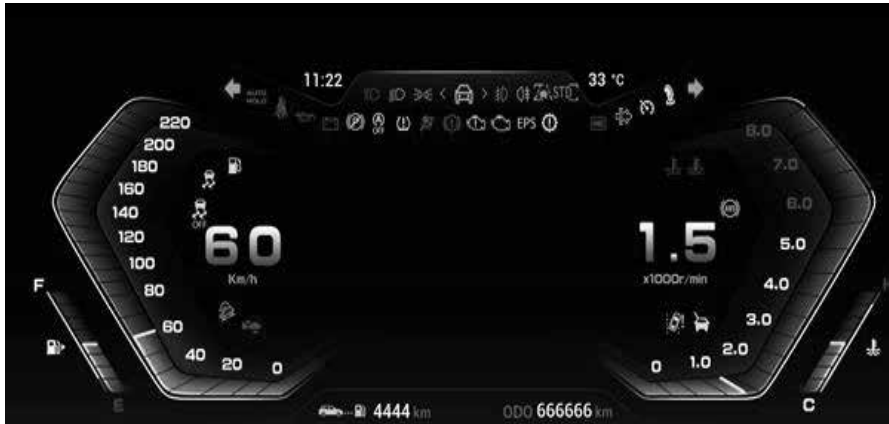 11:22
33 °C
AUTO
HOLD
A
OFF
EPS
220
200
180
160
140
120
100
80
60
40
20
0
OFF
60
Km/h
8.0
7.0
6.0
5.0
4.0
3.0
2.0
1.0
0
ABS
1.5
x1000r/min
F
E
H
C
4444 km
ODO 666666 km